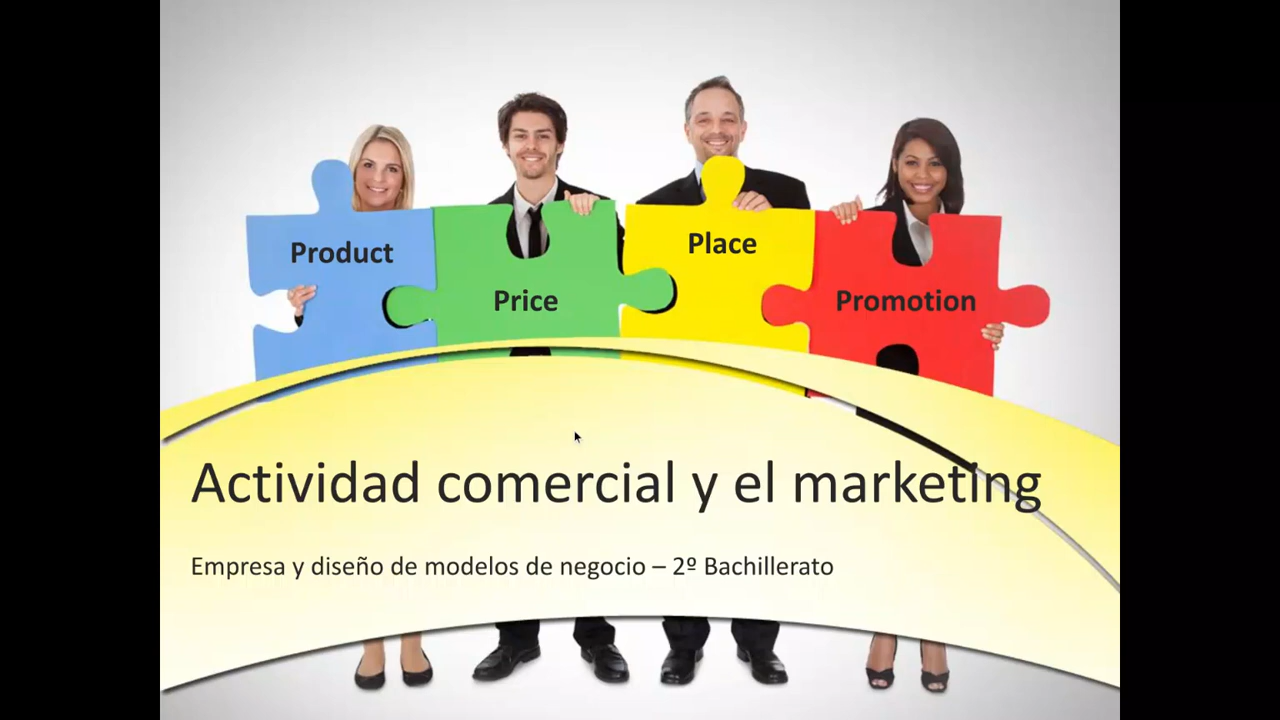 Product
Price
Place
Promotion
Actividad comercial y el marketing
Empresa y diseño de modelos de negocio – 2º Bachillerato